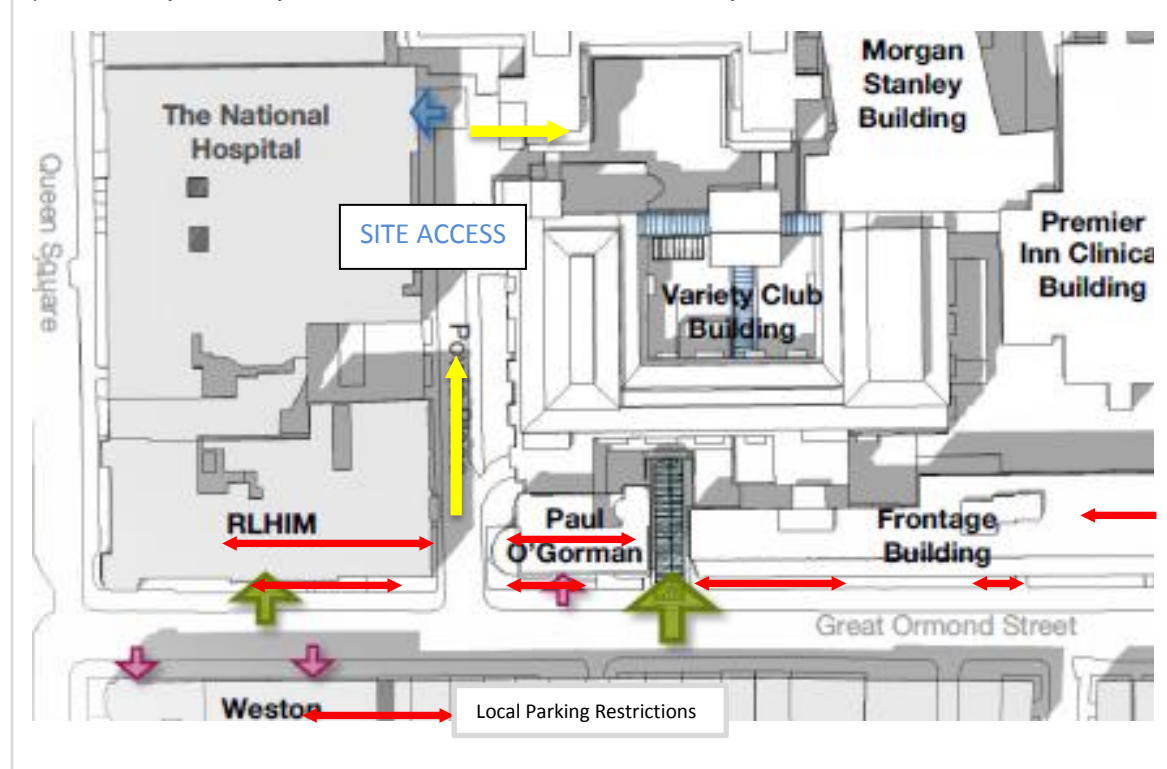 Morgan
Stanley
Building
The National
Hospital
Queen Square
SITE ACCESS
Premier
Inn Clinica
Building
Variety Club
Building
RLHIM
Paul
O'Gorman
Frontage
Building
Great Ormond Street
Weston
Local Parking Restrictions